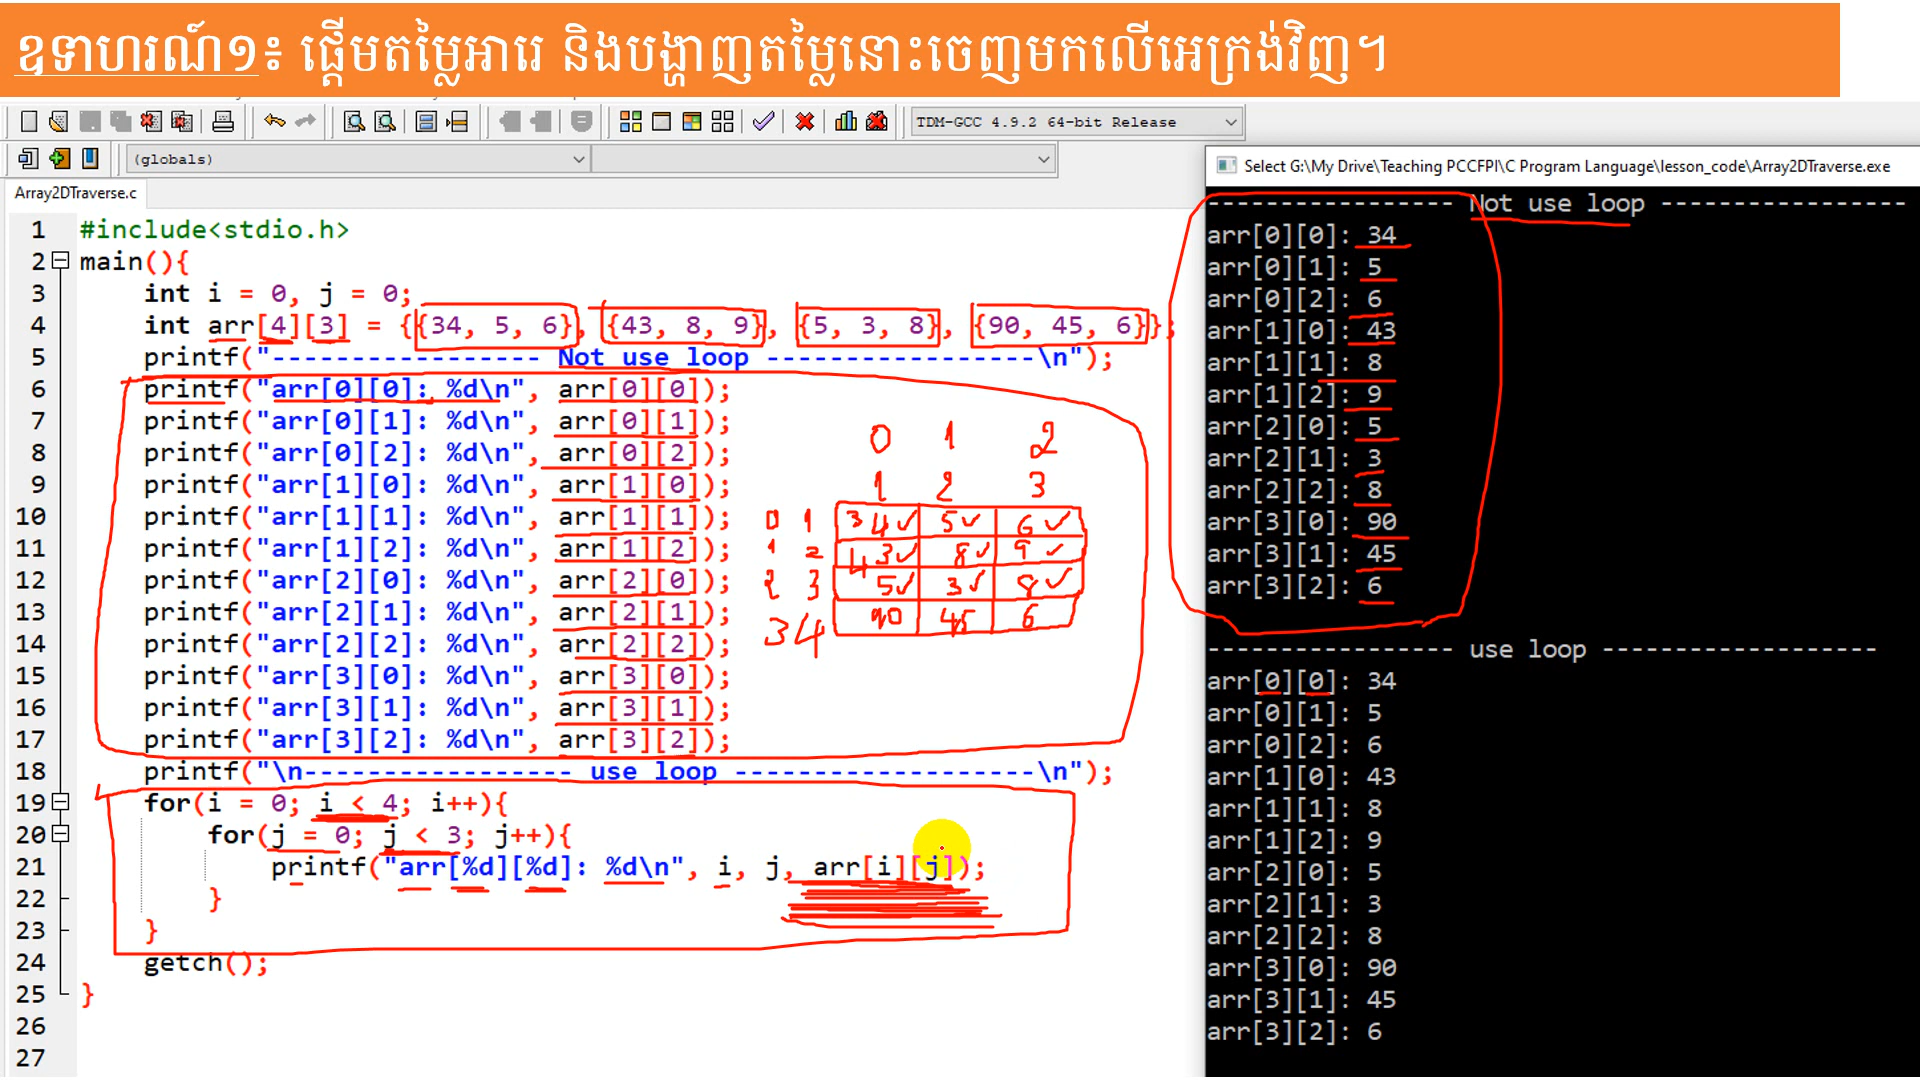 ឧទាហរណ៍១៖ ផ្តើមតម្លៃអារេ និងបង្ហាញតម្លៃនោះចេញមកលើអេក្រង់វិញ។
TDM-GCC 4.9.2 64-bit Release
(globals)
Array2DTraverse.c
1 #include<stdio.h>
2 main(){
3 int i = 0, j = 0;
4 int arr[4][3] = {{34, 5, 6}, {43, 8, 9}, {5, 3, 8}, {90, 45, 6}};
5 printf("----------------- Not use loop -----------------\n");
6 printf("arr[0][0]: %d\n", arr[0][0]);
7 printf("arr[0][1]: %d\n", arr[0][1]);
8 printf("arr[0][2]: %d\n", arr[0][2]);
9 printf("arr[1][0]: %d\n", arr[1][0]);
10 printf("arr[1][1]: %d\n", arr[1][1]);
11 printf("arr[1][2]: %d\n", arr[1][2]);
12 printf("arr[2][0]: %d\n", arr[2][0]);
13 printf("arr[2][1]: %d\n", arr[2][1]);
14 printf("arr[2][2]: %d\n", arr[2][2]);
15 printf("arr[3][0]: %d\n", arr[3][0]);
16 printf("arr[3][1]: %d\n", arr[3][1]);
17 printf("arr[3][2]: %d\n", arr[3][2]);
18 printf("\n----------------- use loop -------------------\n");
19 for(i = 0; i < 4; i++){
20 for(j = 0; j < 3; j++){
21 printf("arr[%d][%d]: %d\n", i, j, arr[i][j]);
22 }
23 }
24 getch();
25 }
26
27
0 1 2
1 2 3
0 1 34 5 6
1 2 43 8 9
2 3 5 3 8
3 4 90 45 6
Select G:\My Drive\Teaching PCCFPI\C Program Language\lesson_code\Array2DTraverse.exe
----------------- Not use loop -----------------
arr[0][0]: 34
arr[0][1]: 5
arr[0][2]: 6
arr[1][0]: 43
arr[1][1]: 8
arr[1][2]: 9
arr[2][0]: 5
arr[2][1]: 3
arr[2][2]: 8
arr[3][0]: 90
arr[3][1]: 45
arr[3][2]: 6
----------------- use loop -------------------
arr[0][0]: 34
arr[0][1]: 5
arr[0][2]: 6
arr[1][0]: 43
arr[1][1]: 8
arr[1][2]: 9
arr[2][0]: 5
arr[2][1]: 3
arr[2][2]: 8
arr[3][0]: 90
arr[3][1]: 45
arr[3][2]: 6